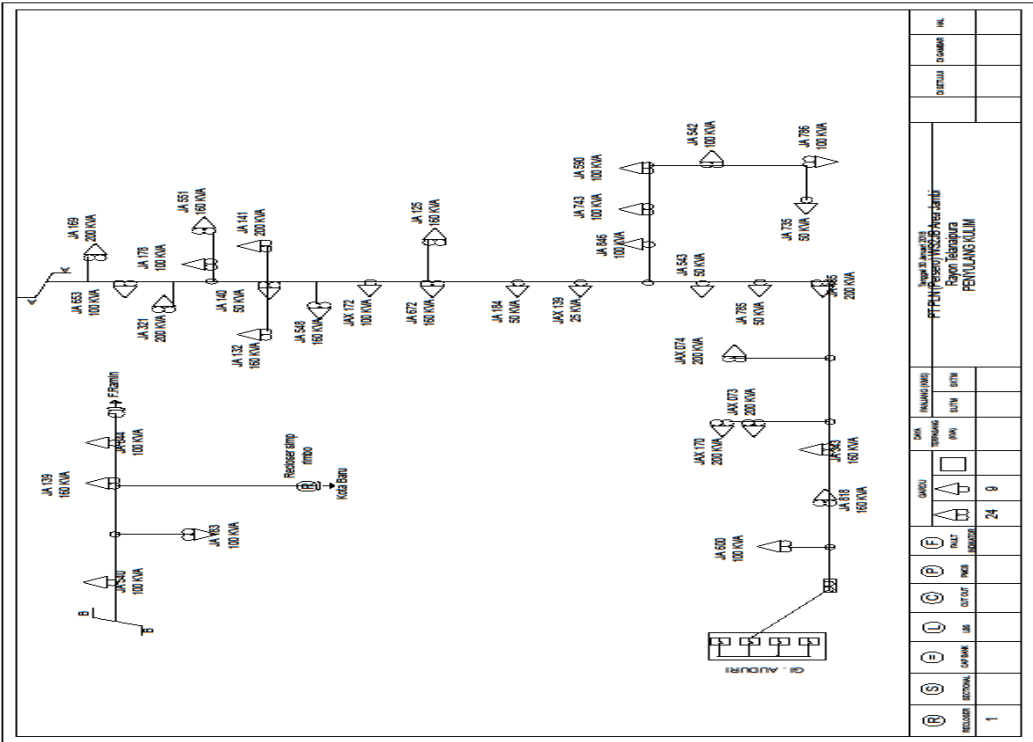 JA 169
200 KVA
JA 653
100 KVA
JA 178
100 KVA
JA 321
200 KVA
JA 551
160 KVA
JA 140
50 KVA
JA 141
200 KVA
JA 132
160 KVA
JA 548
160 KVA
JAX 172
100 KVA
JA 125
160 KVA
JA 672
160 KVA
JA 184
50 KVA
JAX 139
25 KVA
JA 846
100 KVA
JA 743
100 KVA
JA 590
100 KVA
JA 542
100 KVA
JA 786
100 KVA
JA 735
50 KVA
JA 543
50 KVA
JA 785
50 KVA
200 KVA
JAX 074
200 KVA
JAX 073
200 KVA
JAX 170
200 KVA
160 KVA
JA 818
160 KVA
JA 600
100 KVA
GI . AUDURI
F.Ramin
100 KVA
JA 139
160 KVA
Recloser simp
rimbo
R
Kota Baru
100 KVA
100 KVA
B
B
A
A
HAL
DI GAMBAR
DI SETUJUI
PT PLN (Persero) WS2JB Area Jambi
Rayon Telanaipura
PENYULANG KULIM
PANJANG (KMS)
SUTM
SKTM
DAYA
TERPASANG
(KVA)
GARDU
24
9
F
FAULT
INDIKATOR
P
PMCB
C
CUT OUT
L
LBS
=
CAP BANK
S
SECTIONAL
R
RECLOSER
1